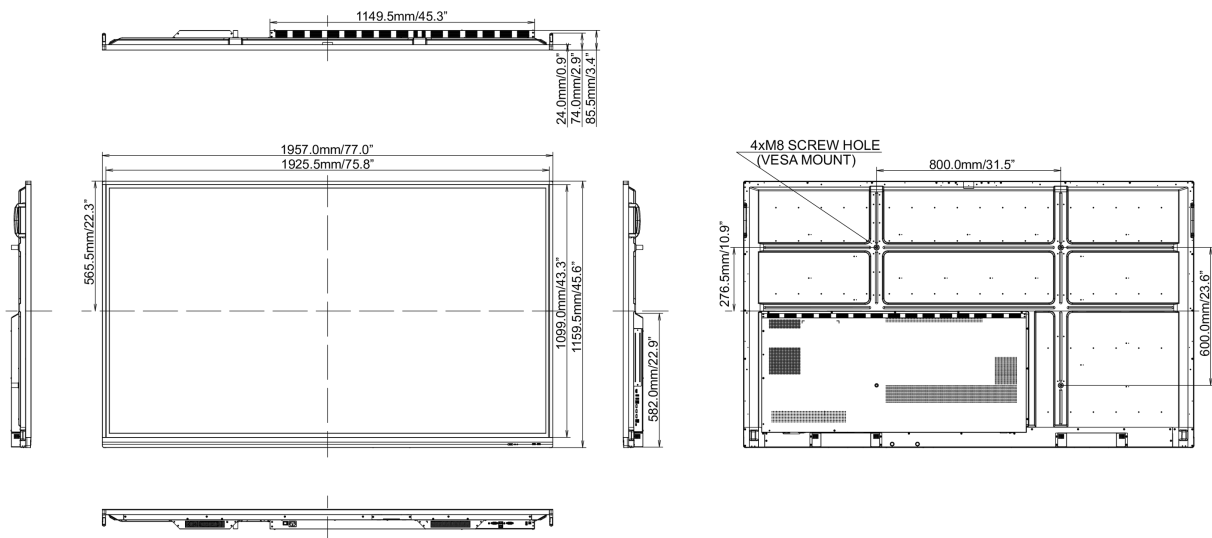 1149.5mm/45.3”
24.0mm/0.9”
74.0mm/2.9”
85.5mm/3.4”
1957.0mm/77.0”
1925.5mm/75.8”
565.5mm/22.3”
1099.0mm/43.3”
1159.5mm/45.6”
582.0mm/22.9”
4xM8 SCREW HOLE
(VESA MOUNT)
800.0mm/31.5”
276.5mm/10.9”
600.0mm/23.6”